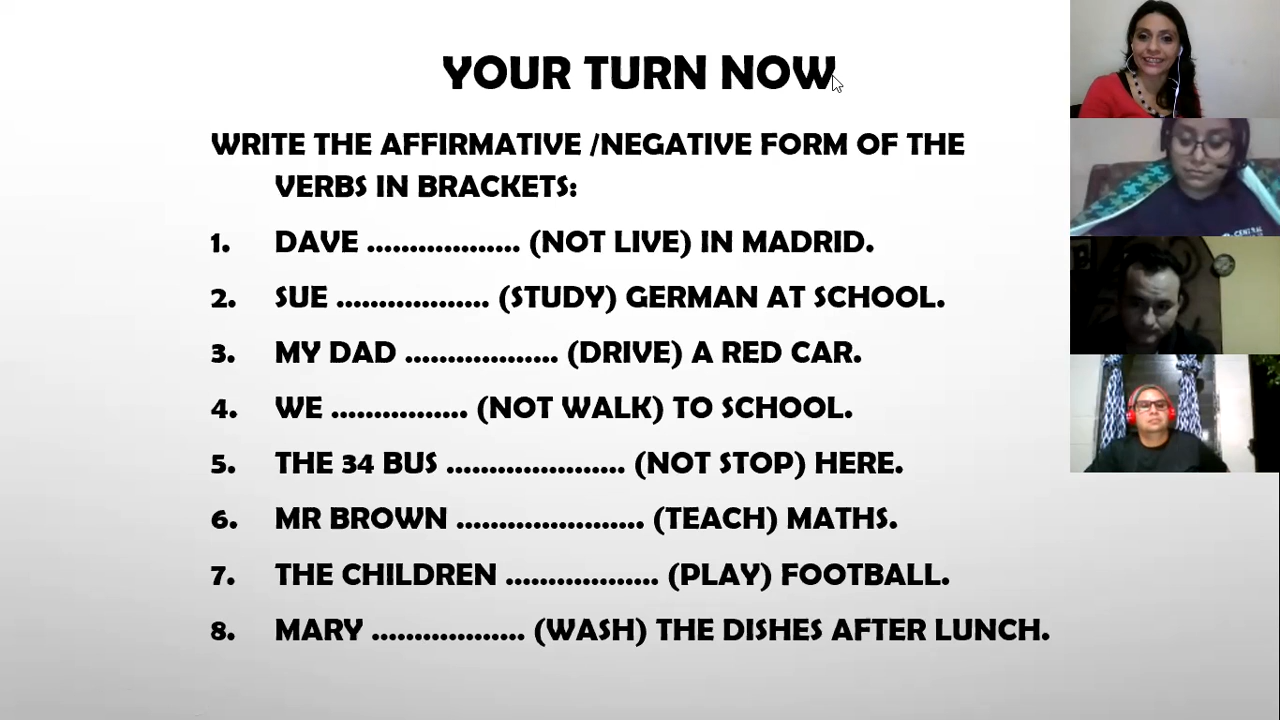 YOUR TURN NOW
WRITE THE AFFIRMATIVE /NEGATIVE FORM OF THE
VERBS IN BRACKETS:
1. DAVE .................. (NOT LIVE) IN MADRID.
2. SUE .................. (STUDY) GERMAN AT SCHOOL.
3. MY DAD .................. (DRIVE) A RED CAR.
4. WE ................ (NOT WALK) TO SCHOOL.
5. THE 34 BUS ..................... (NOT STOP) HERE.
6. MR BROWN ...................... (TEACH) MATHS.
7. THE CHILDREN .................. (PLAY) FOOTBALL.
8. MARY .................. (WASH) THE DISHES AFTER LUNCH.
CENTRAL